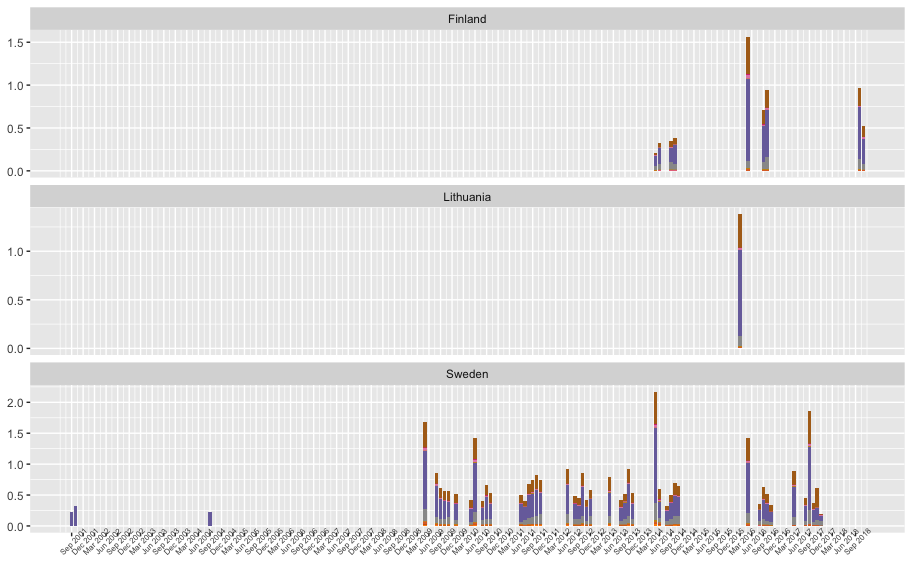 Finland
1.5
1.0
0.5
0.0
Lithuania
1.0
0.5
0.0
Sweden
2.0
1.5
1.0
0.5
0.0
Sep 2001
Dec 2001
Mar 2002
Jun 2002
Sep 2002
Dec 2002
Mar 2003
Jun 2003
Sep 2003
Dec 2003
Mar 2004
Jun 2004
Sep 2004
Dec 2004
Mar 2005
Jun 2005
Sep 2005
Dec 2005
Mar 2006
Jun 2006
Sep 2006
Dec 2006
Mar 2007
Jun 2007
Sep 2007
Dec 2007
Mar 2008
Jun 2008
Sep 2008
Dec 2008
Mar 2009
Jun 2009
Sep 2009
Dec 2009
Mar 2010
Jun 2010
Sep 2010
Dec 2010
Mar 2011
Jun 2011
Sep 2011
Dec 2011
Mar 2012
Jun 2012
Sep 2012
Dec 2012
Mar 2013
Jun 2013
Sep 2013
Dec 2013
Mar 2014
Jun 2014
Sep 2014
Dec 2014
Mar 2015
Jun 2015
Sep 2015
Dec 2015
Mar 2016
Jun 2016
Sep 2016
Dec 2016
Mar 2017
Jun 2017
Sep 2017
Dec 2017
Mar 2018
Jun 2018
Sep 2018